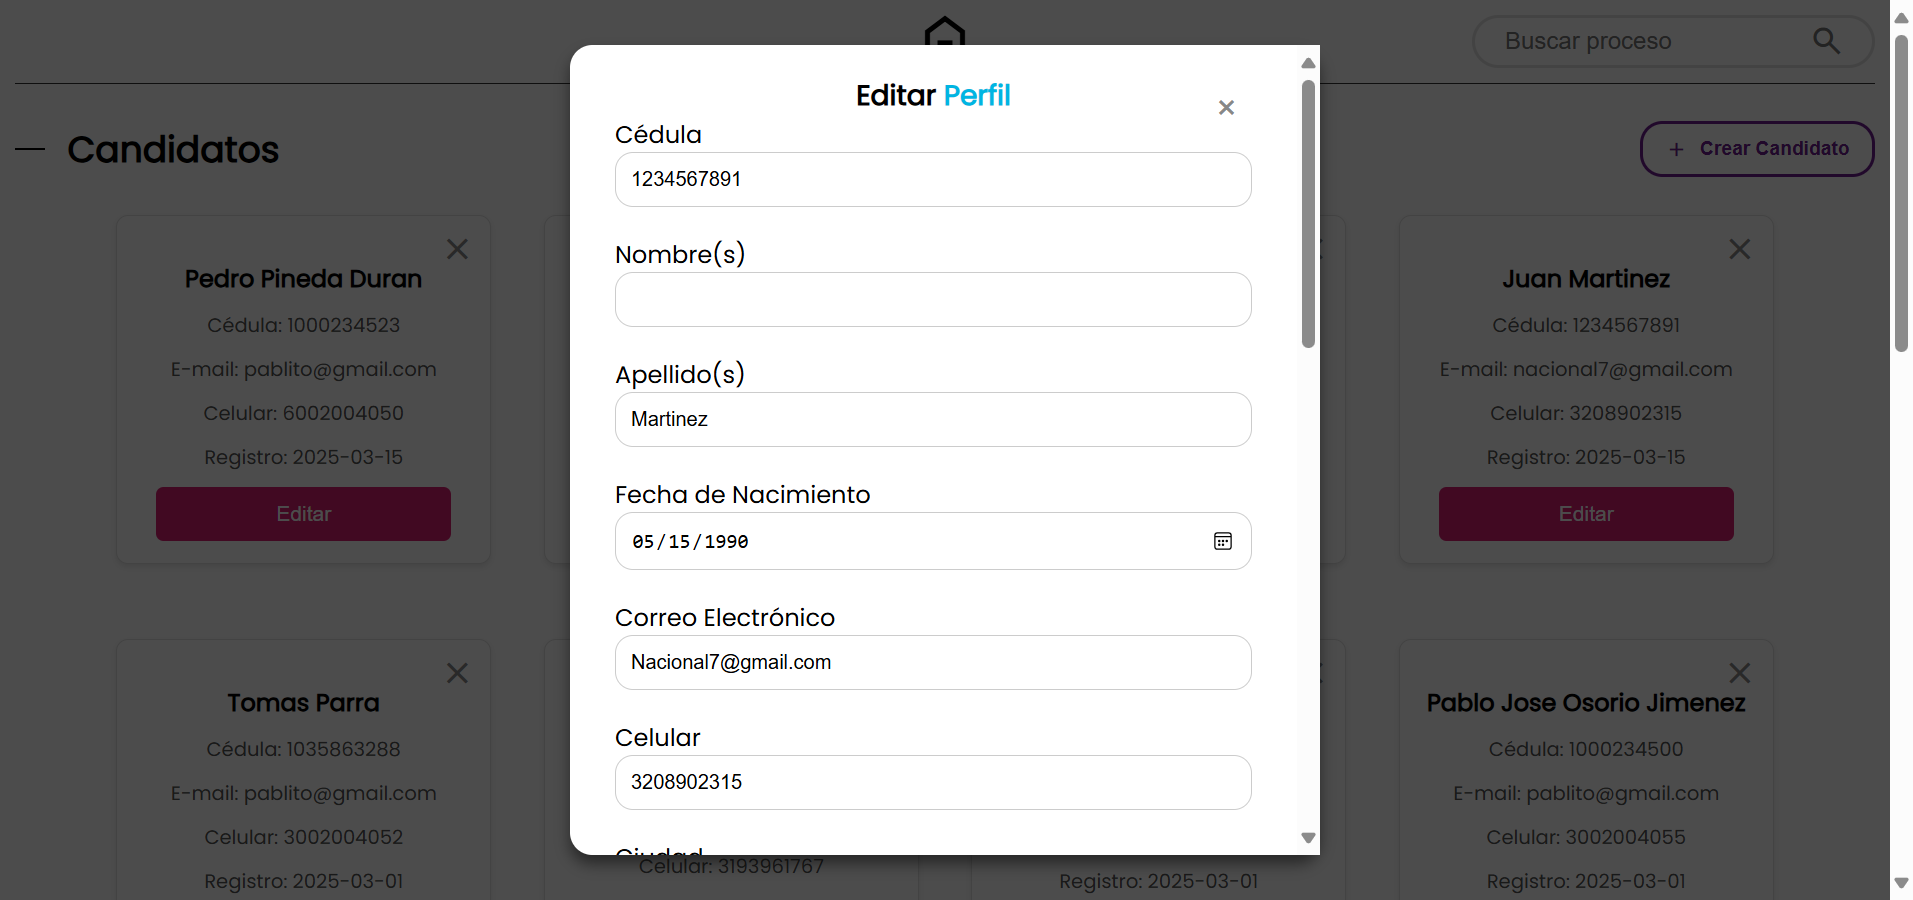 Buscar proceso
Candidatos
+ Crear Candidato
Editar Perfil
×
Cédula
1234567891
Nombre(s)
Apellido(s)
Martinez
Fecha de Nacimiento
05/15/1990
Correo Electrónico
Nacional7@gmail.com
Celular
3208902315
Ciudad
Pedro Pineda Duran
Cédula: 1000234523
E-mail: pablito@gmail.com
Celular: 6002004050
Registro: 2025-03-15
Editar
Juan Martinez
Cédula: 1234567891
E-mail: nacional7@gmail.com
Celular: 3208902315
Registro: 2025-03-15
Editar
Tomas Parra
Cédula: 1035863288
E-mail: pablito@gmail.com
Celular: 3002004052
Registro: 2025-03-01
Celular: 3193961767
Registro: 2025-03-01
Pablo Jose Osorio Jimenez
Cédula: 1000234500
E-mail: pablito@gmail.com
Celular: 3002004055
Registro: 2025-03-01